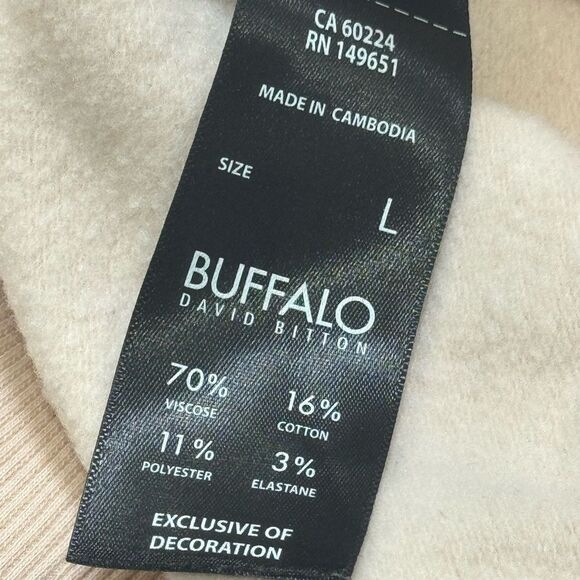 CA 60224
RN 149651
MADE IN CAMBODIA
SIZE
L
BUFFALO
DAVID BITTON
70% 16%
VISCOSE COTTON
11% 3%
POLYESTER ELASTANE
EXCLUSIVE OF
DECORATION